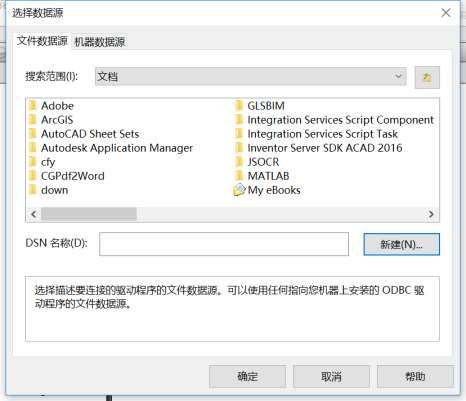 选择数据源
文件数据源 机器数据源
搜索范围(I): 文档
Adobe GLSBIM
ArcGIS Integration Services Script Component
AutoCAD Sheet Sets Integration Services Script Task
Autodesk Application Manager Inventor Server SDK ACAD 2016
cfy JSOCR
CGPdf2Word MATLAB
down My eBooks
DSN 名称(D): 新建(N)...
选择描述要连接的驱动程序的文件数据源。可以使用任何指向您机器上安装的 ODBC 驱
动程序的文件数据源。
确定 取消 帮助